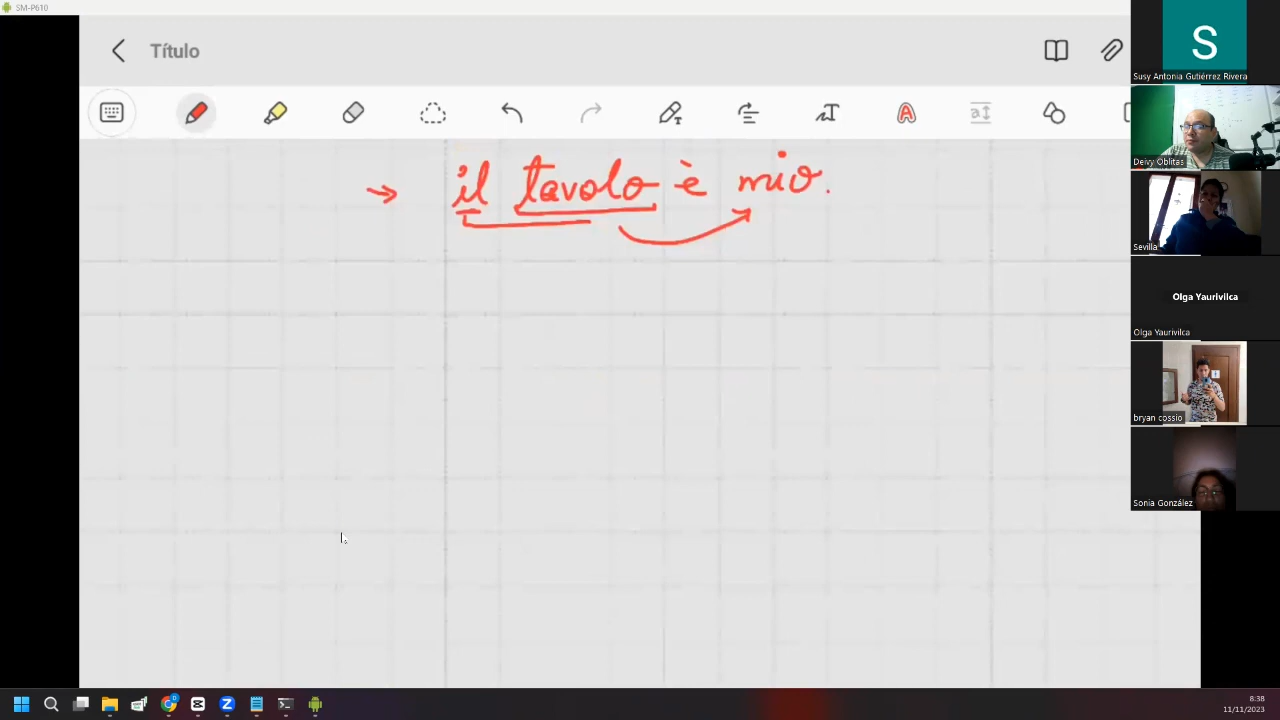 SM-P610
Título
→ il tavolo è mio.
S
Susy Antonia Gutiérrez Rivera
Deivy Oblitas
Sevilla
Olga Yaurivilca
Olga Yaurivilca
bryan cossio
Sonia González
8:38
11/11/2023